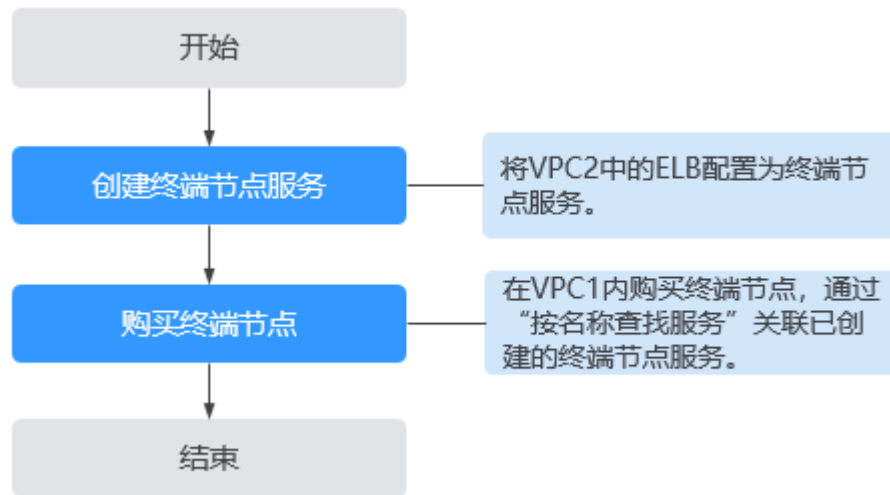 开始
创建终端节点服务
将VPC2中的ELB配置为终端节
点服务。
购买终端节点
在VPC1内购买终端节点，通过
“按名称查找服务”关联已创
建的终端节点服务。
结束